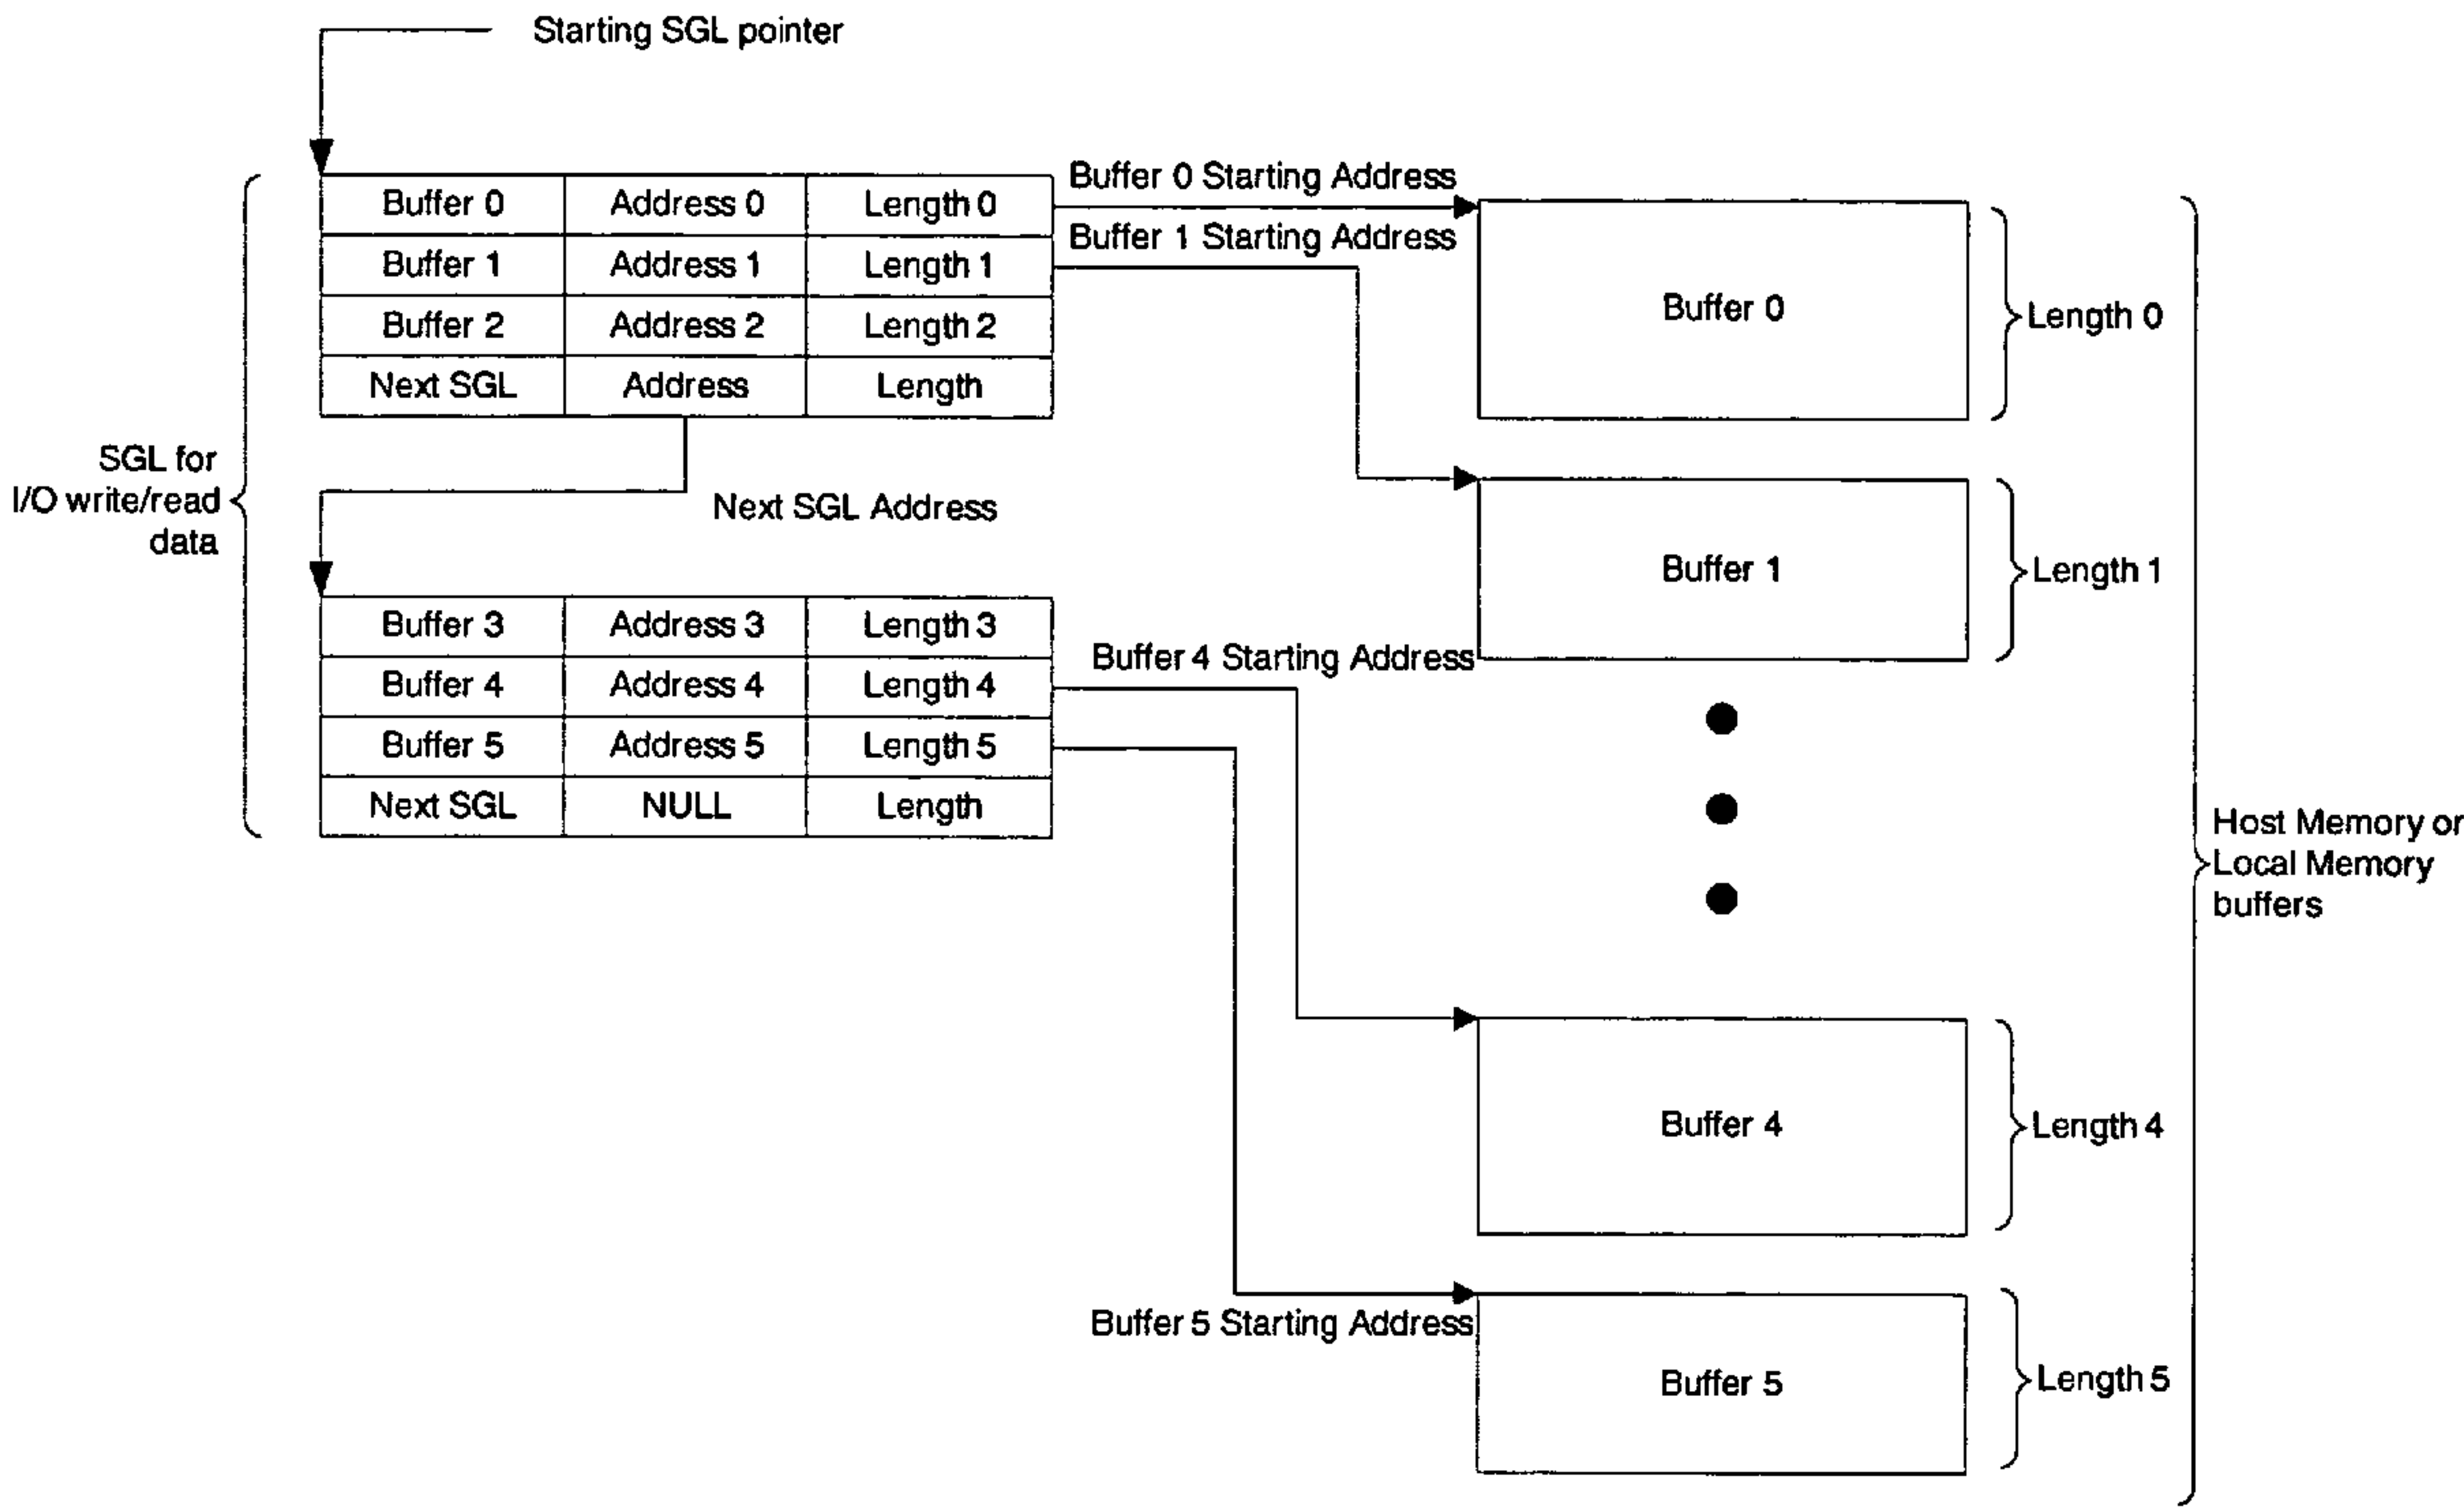 Starting SGL pointer
Buffer 0 Address 0 Length 0
Buffer 1 Address 1 Length 1
Buffer 2 Address 2 Length 2
Next SGL Address Length
Buffer 0 Starting Address
Buffer 1 Starting Address
Buffer 0
Length 0
SGL for
I/O write/read
data
Next SGL Address
Buffer 1
Length 1
Buffer 3 Address 3 Length 3
Buffer 4 Address 4 Length 4
Buffer 5 Address 5 Length 5
Next SGL NULL Length
Buffer 4 Starting Address
Host Memory or
Local Memory
buffers
Buffer 4
Length 4
Buffer 5 Starting Address
Buffer 5
Length 5